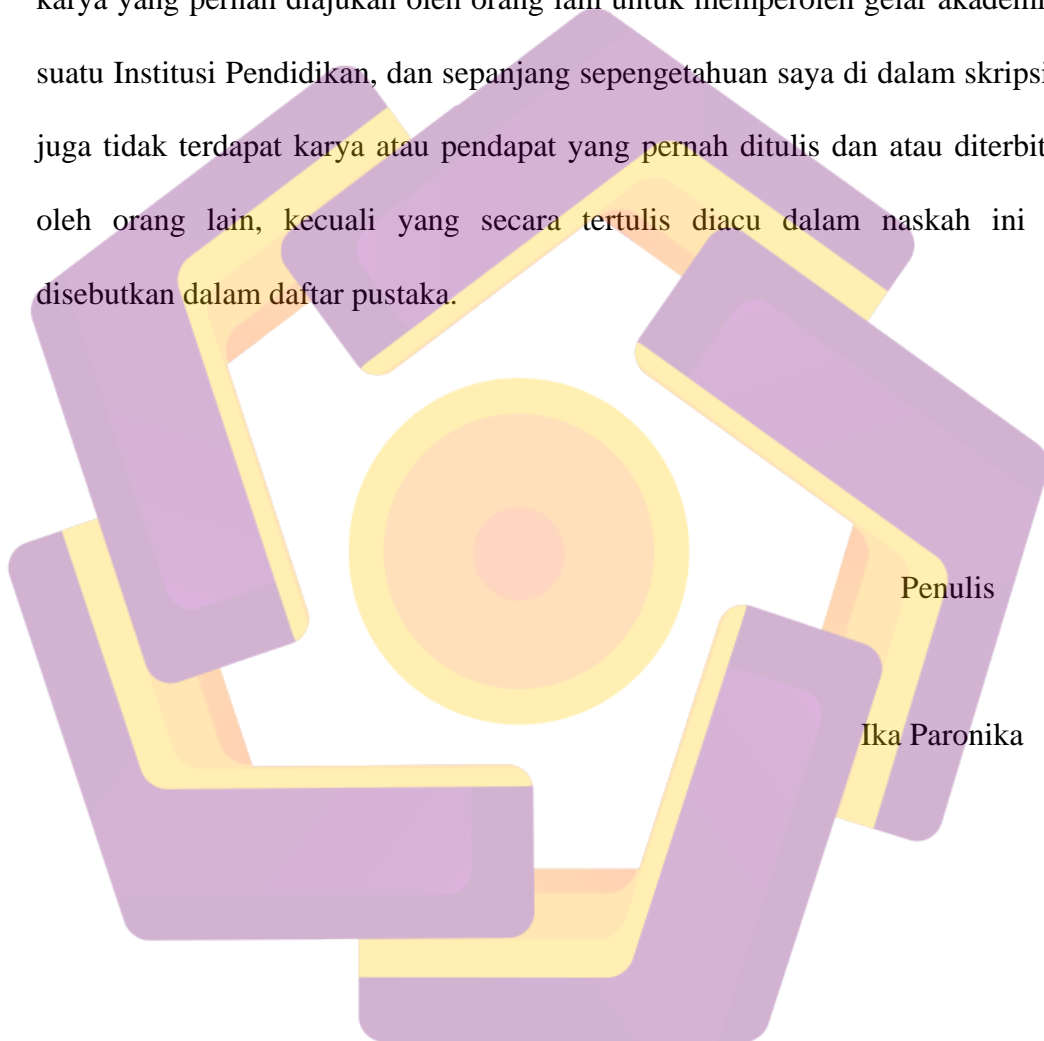 karya yang pernah diajukan oleh orang lain untuk memperoleh gelar akademi
suatu Institusi Pendidikan, dan sepanjang sepengetahuan saya di dalam skripsi
juga tidak terdapat karya atau pendapat yang pernah ditulis dan atau diterbit
oleh orang lain, kecuali yang secara tertulis diacu dalam naskah ini
disebutkan dalam daftar pustaka.
Penulis
Ika Paronika